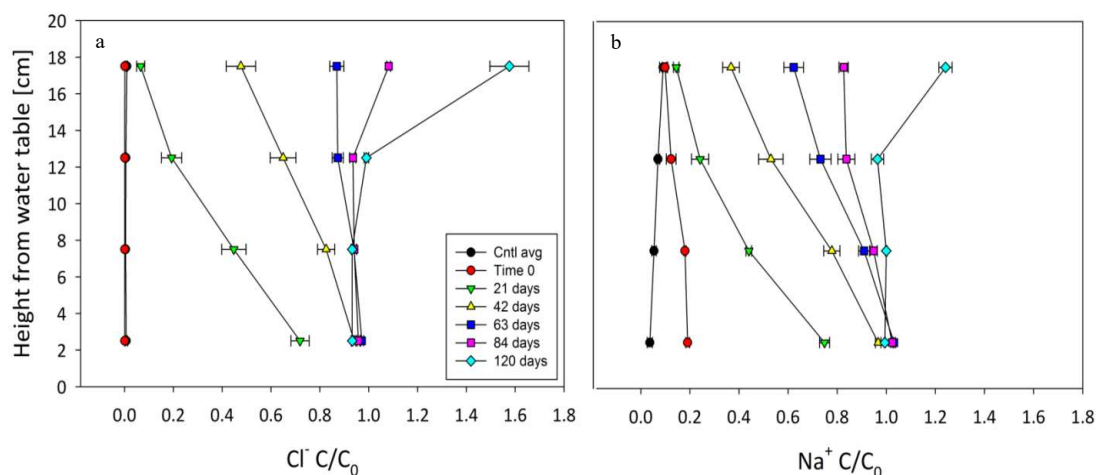 a
b
Height from water table [cm]
20
18
16
14
12
10
8
6
4
2
0
Cntl avg
Time 0
21 days
42 days
63 days
84 days
120 days
0.0 0.2 0.4 0.6 0.8 1.0 1.2 1.4 1.6 1.8
0.0 0.2 0.4 0.6 0.8 1.0 1.2 1.4 1.6 1.8
Cl⁻ C/C₀
Na⁺ C/C₀